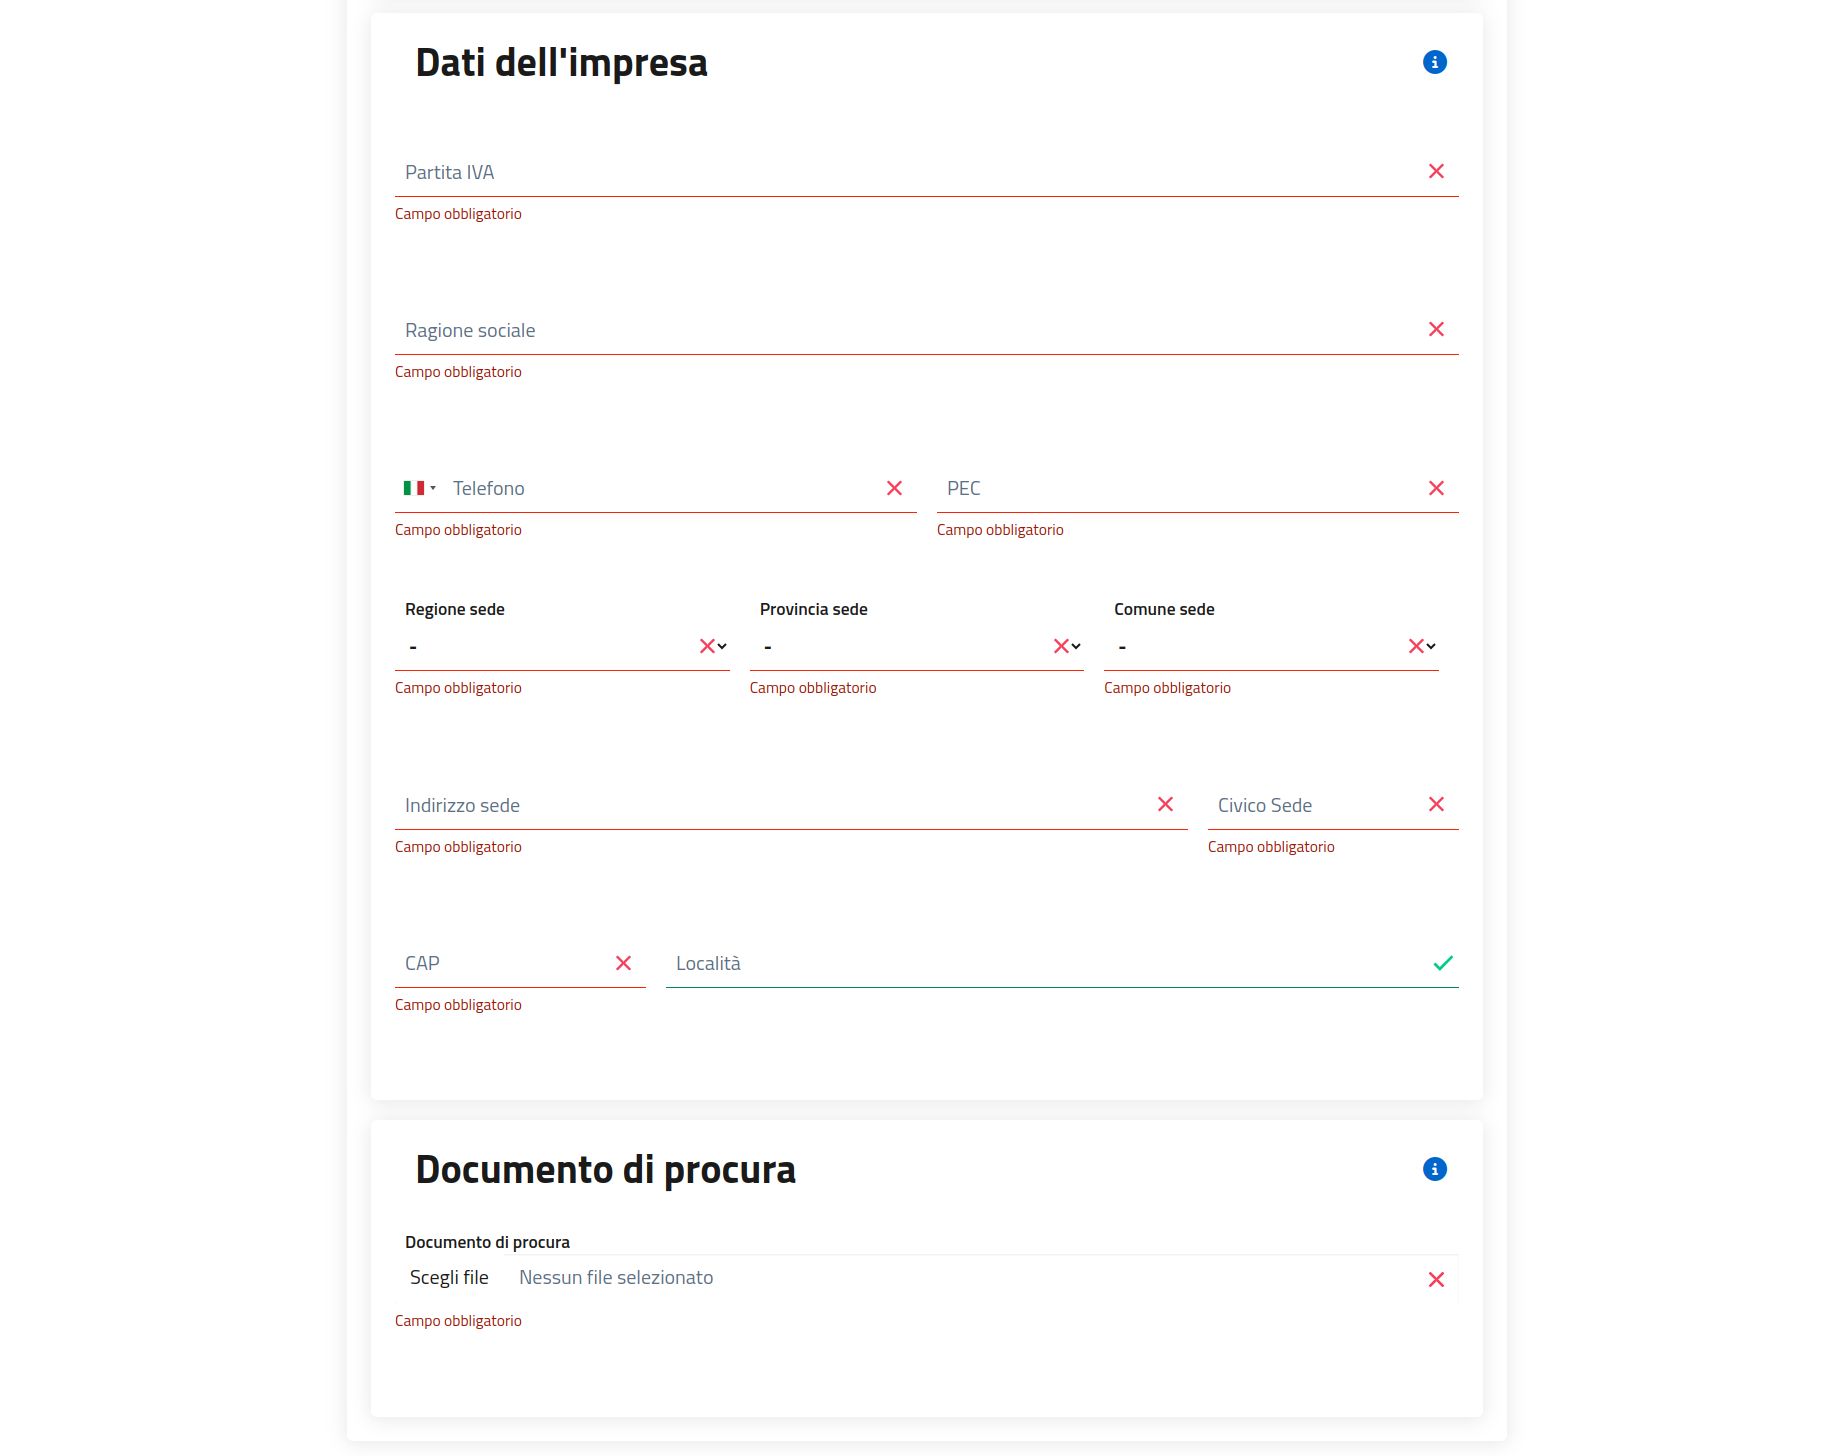 Dati dell'impresa
Partita IVA
Campo obbligatorio
Ragione sociale
Campo obbligatorio
Telefono PEC
Campo obbligatorio Campo obbligatorio
Regione sede Provincia sede Comune sede
- - -
Campo obbligatorio Campo obbligatorio Campo obbligatorio
Indirizzo sede Civico Sede
Campo obbligatorio Campo obbligatorio
CAP Località
Campo obbligatorio
Documento di procura
Documento di procura
Scegli file Nessun file selezionato
Campo obbligatorio